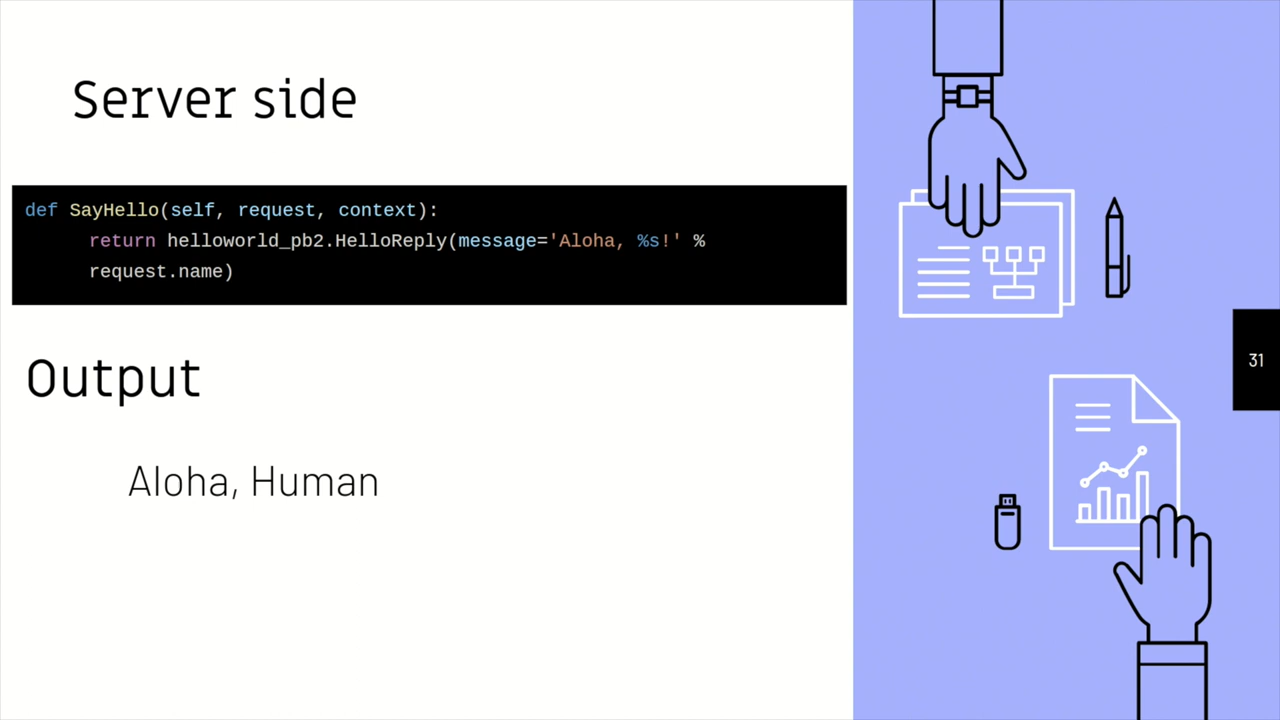 Server side
def SayHello(self, request, context):
return helloworld_pb2.HelloReply(message='Aloha, %s!' %
request.name)
Output
Aloha, Human
31